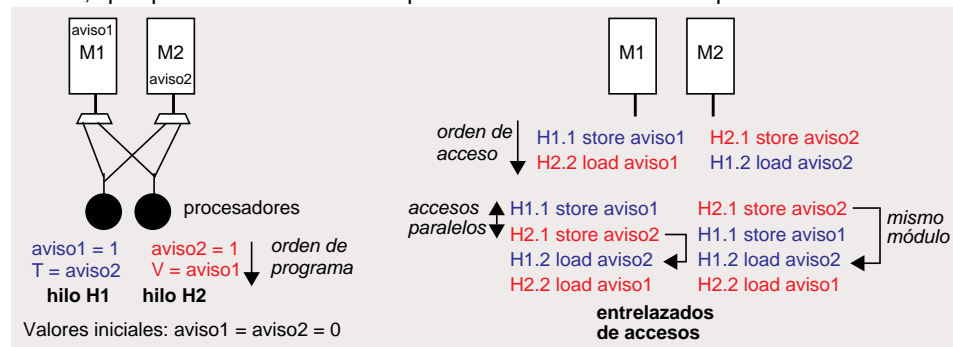 aviso1
M1
M2
aviso2
procesadores
aviso1 = 1
T = aviso2
hilo H1
aviso2 = 1
V = aviso1
hilo H2
orden de
programa
Valores iniciales: aviso1 = aviso2 = 0
M1
M2
orden de
acceso
H1.1 store aviso1
H2.2 load aviso1
H2.1 store aviso2
H1.2 load aviso2
accesos
paralelos
H1.1 store aviso1
H2.1 store aviso2
H1.2 load aviso2
H2.2 load aviso1
H2.1 store aviso2
H1.1 store aviso1
H1.2 load aviso2
H2.2 load aviso1
mismo
módulo
entrelazados
de accesos